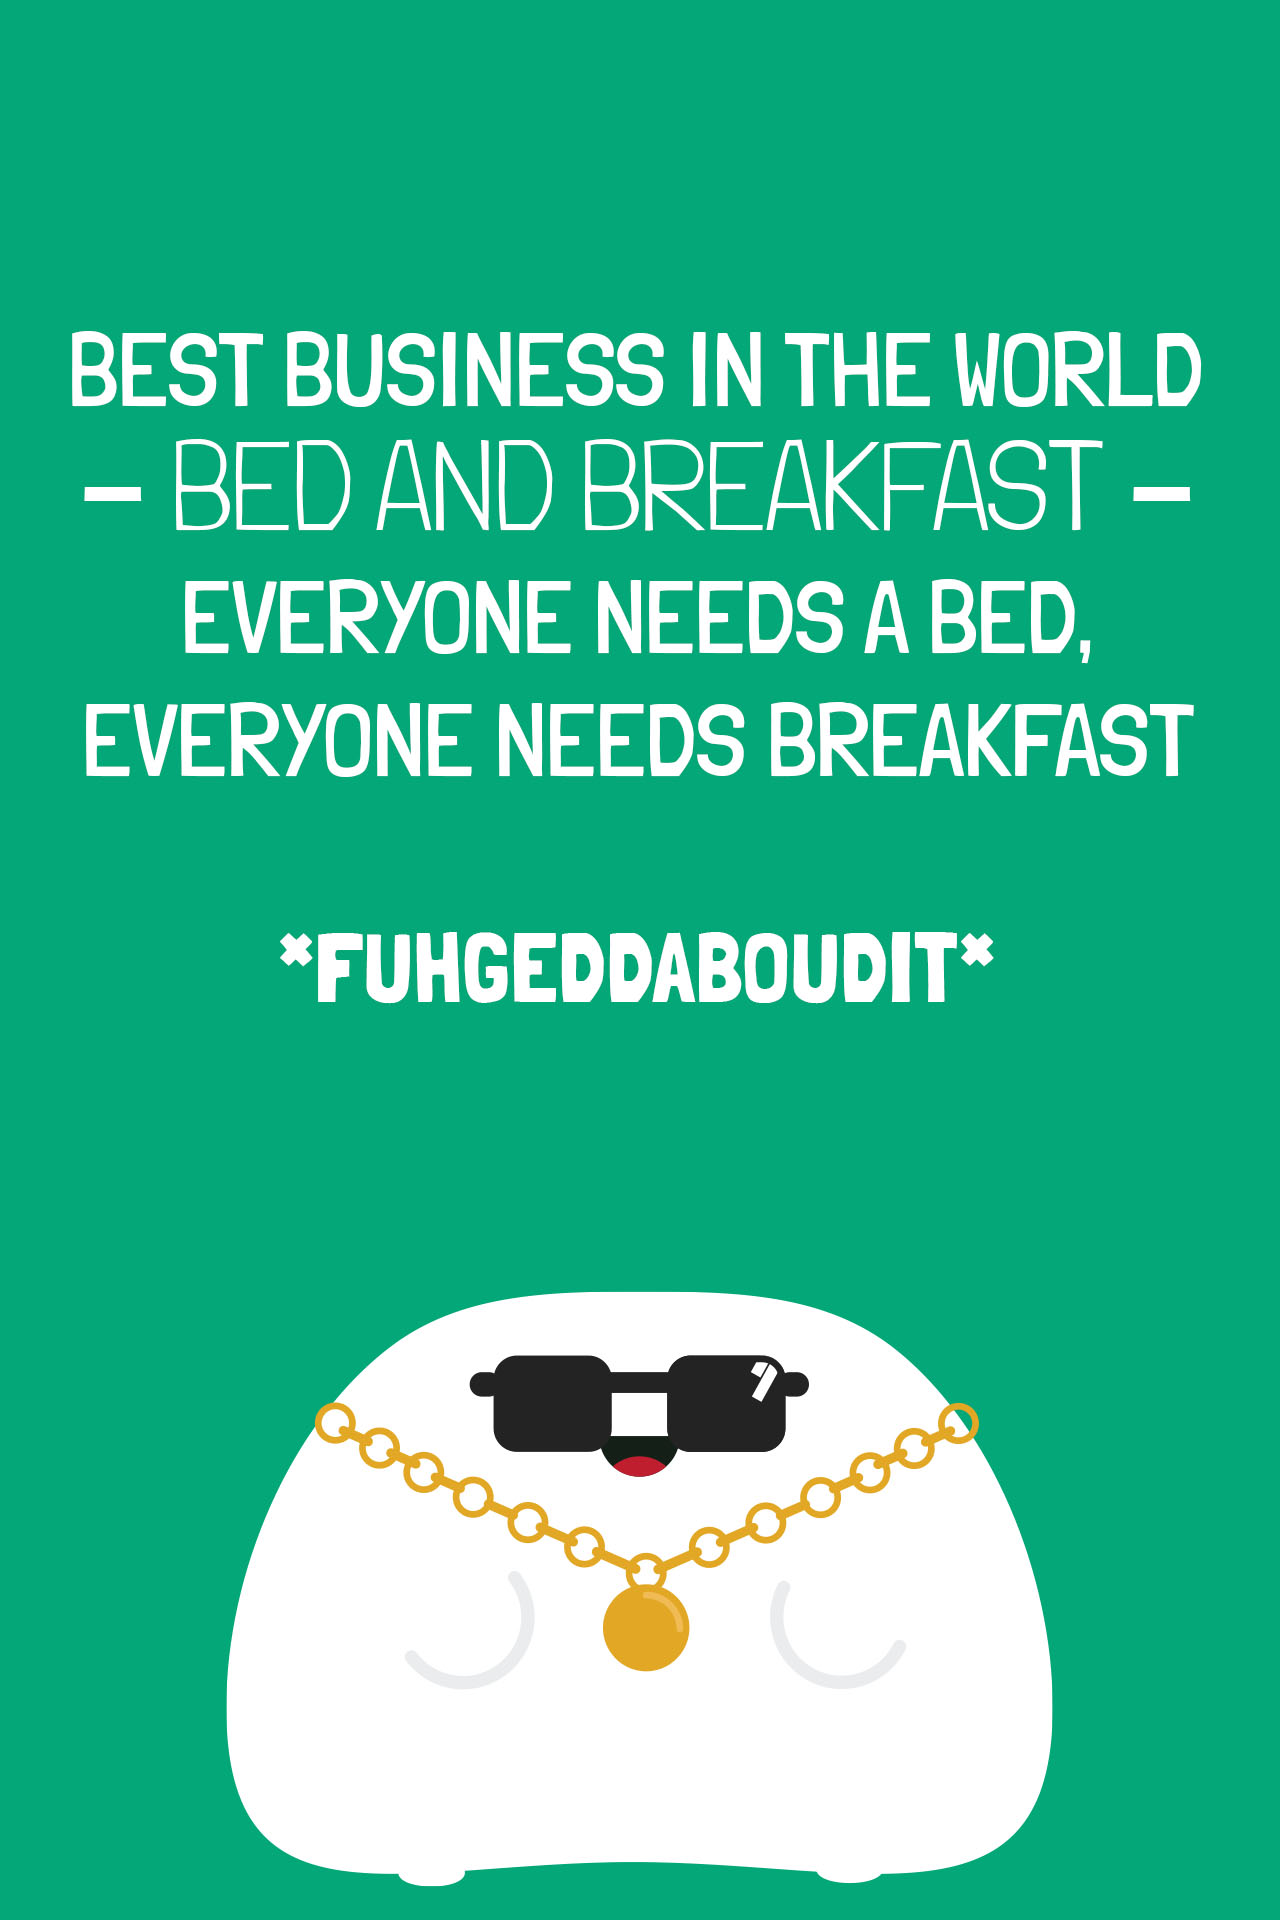 BEST BUSINESS IN THE WORLD
– BED AND BREAKFAST –
EVERYONE NEEDS A BED,
EVERYONE NEEDS BREAKFAST
*FUHGEDDABOUDIT*